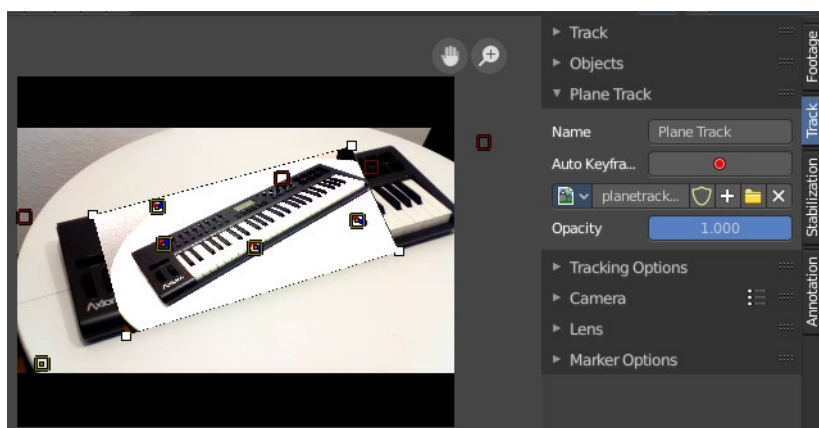 Track
Objects
Plane Track
Name Plane Track
Auto Keyfra...
planetrack...
Opacity 1.000
Tracking Options
Camera
Lens
Marker Options
Footage
Track
Stabilization
Annotation
Axiom